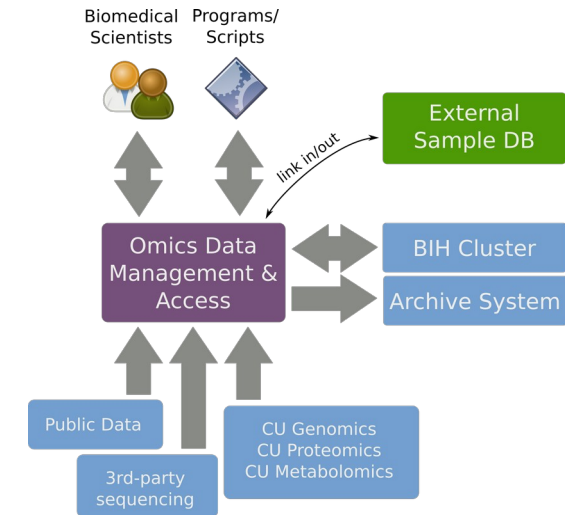 Biomedical
Scientists
Programs/
Scripts
link in/out
External
Sample DB
Omics Data
Management &
Access
BIH Cluster
Archive System
Public Data
3rd-party
sequencing
CU Genomics
CU Proteomics
CU Metabolomics